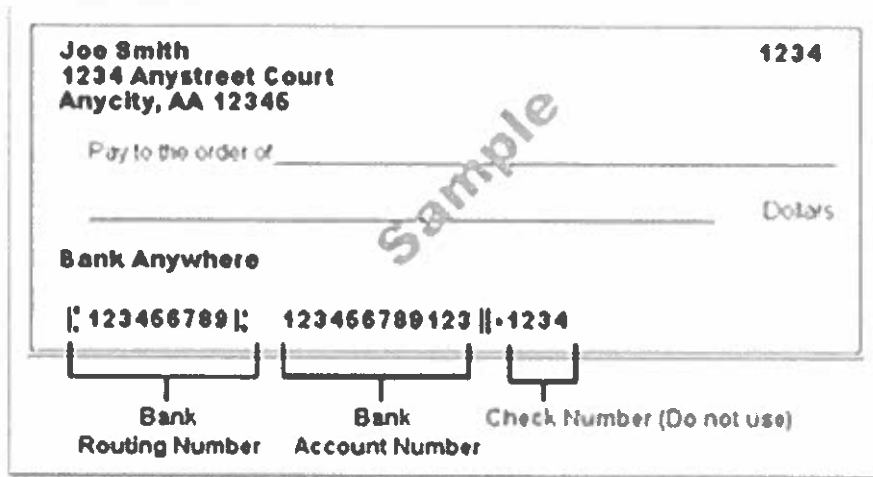 Joe Smith 1234
1234 Anystreet Court
Anycity, AA 12345
Pay to the order of
Sample
Dollars
Bank Anywhere
|: 123456789 |: 123456789123 ||• 1234
Bank Routing Number
Bank Account Number
Check Number (Do not use)